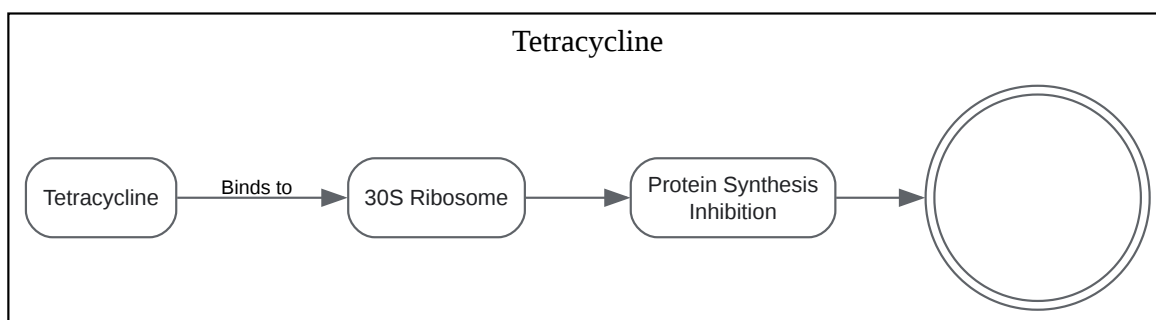 Tetracycline
Tetracycline
Binds to
30S Ribosome
Protein Synthesis
Inhibition